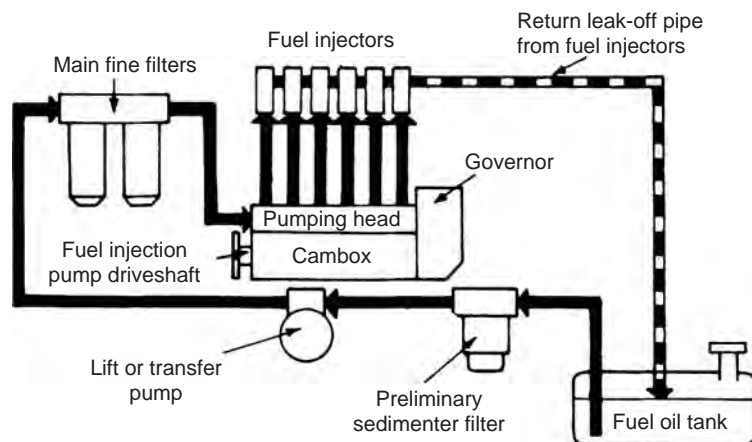 Return leak-off pipe
from fuel injectors
Fuel injectors
Main fine filters
Governor
Pumping head
Fuel injection
pump driveshaft
Cambox
Lift or transfer
pump
Preliminary
sedimenter filter
Fuel oil tank